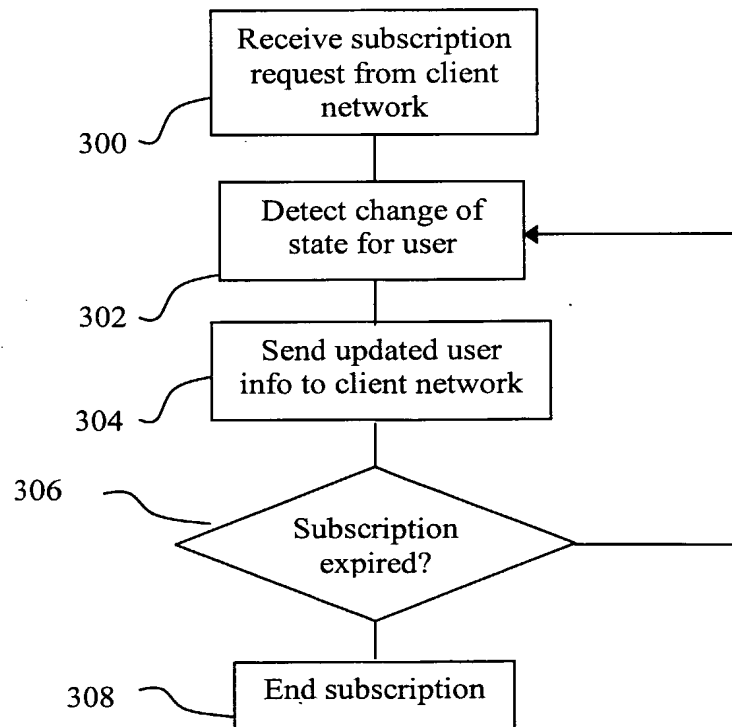 Receive subscription
request from client
network
300
Detect change of
state for user
302
Send updated user
info to client network
304
306
Subscription
expired?
308
End subscription